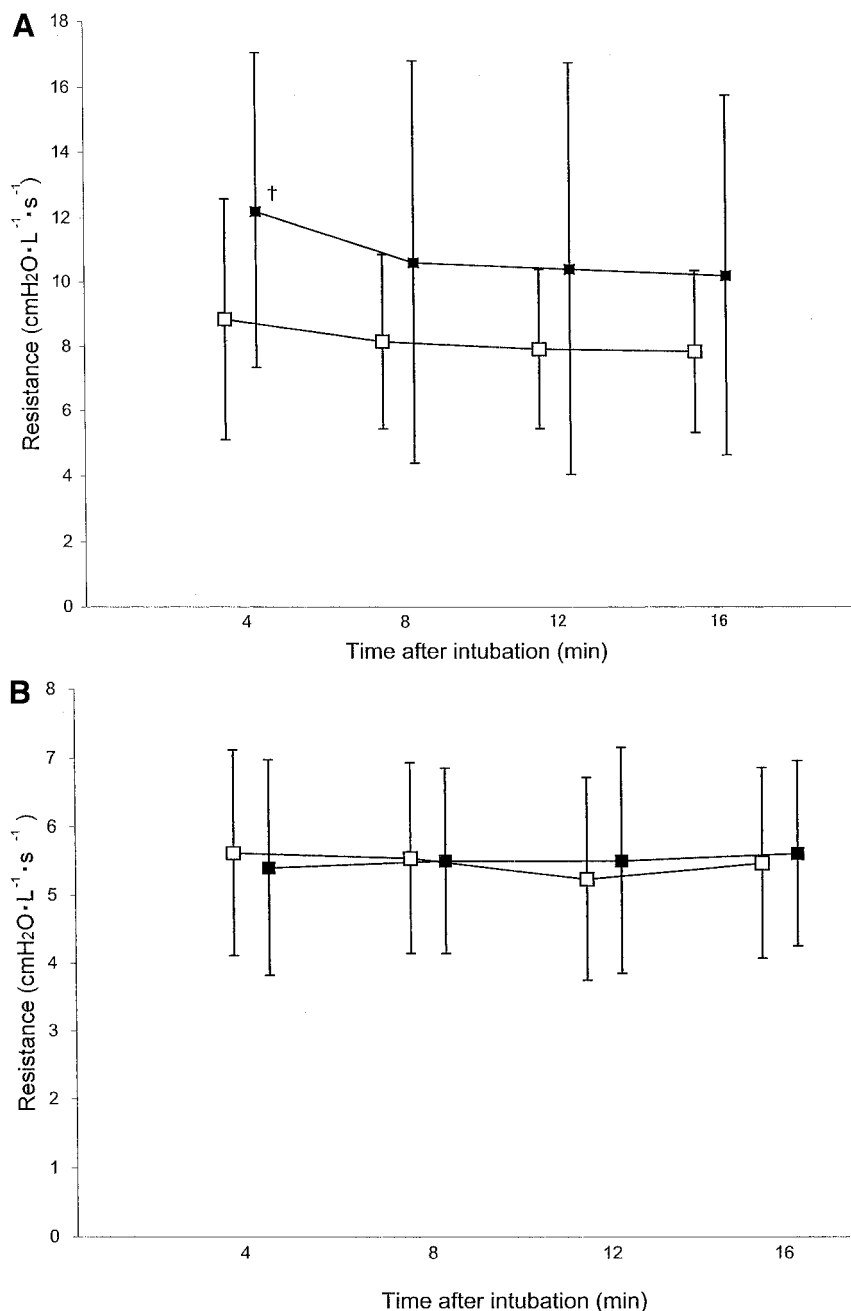 A
18
16
14
12
10
8
6
4
2
0
†
Resistance (cmH₂O·L⁻¹·s⁻¹)
4 8 12 16
Time after intubation (min)
B
8
7
6
5
4
3
2
1
0
Resistance (cmH₂O·L⁻¹·s⁻¹)
4 8 12 16
Time after intubation (min)